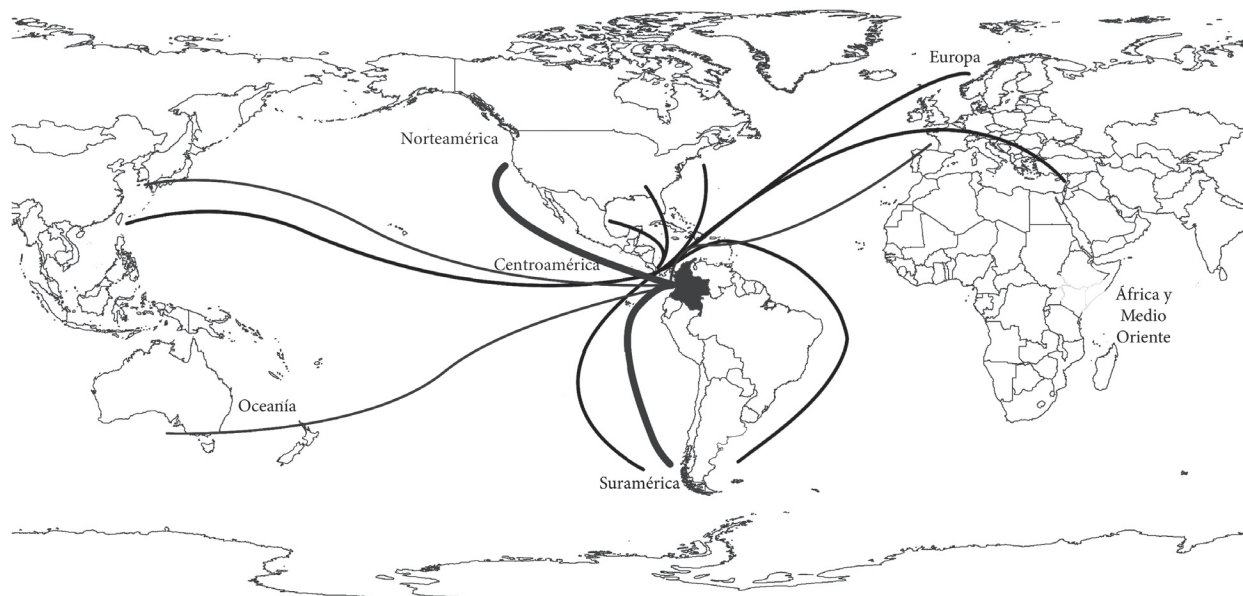 Europa
Norteamérica
Centroamérica
África y
Medio
Oriente
Oceanía
Suramérica